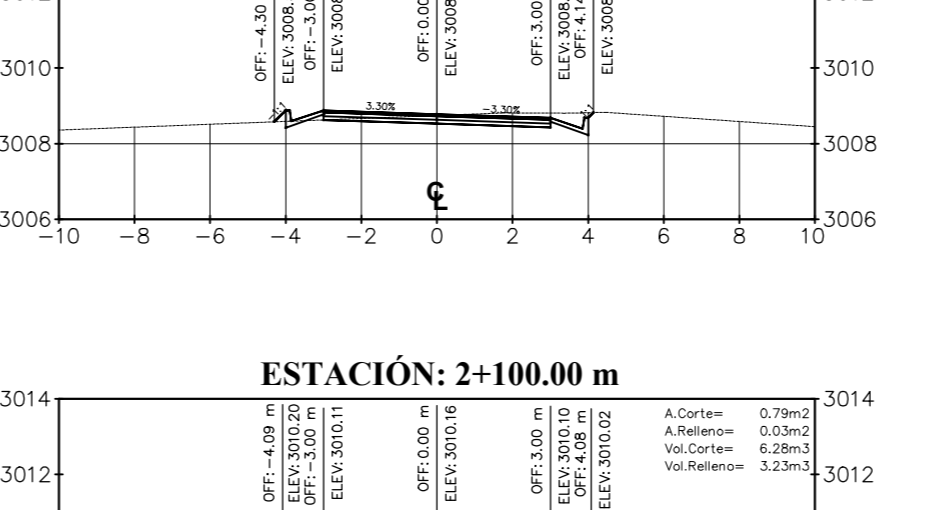 OFF: -4.30
ELEV: 3008.
OFF: -3.00
ELEV: 3008
OFF: 0.00
ELEV: 3008
OFF: 3.00
ELEV: 3008.
OFF: 4.14
ELEV: 3008
3010 3010
3.30% -3.30%
3008 3008
℄
3006 3006
-10 -8 -6 -4 -2 0 2 4 6 8 10
ESTACIÓN: 2+100.00 m
3014 3014
OFF: -4.09 m
ELEV: 3010.20
OFF: -3.00 m
ELEV: 3010.11
OFF: 0.00 m
ELEV: 3010.16
OFF: 3.00 m
ELEV: 3010.10
OFF: 4.08 m
ELEV: 3010.02
A.Corte= 0.79m2
A.Relleno= 0.03m2
Vol.Corte= 6.28m3
Vol.Relleno= 3.23m3
3012 3012